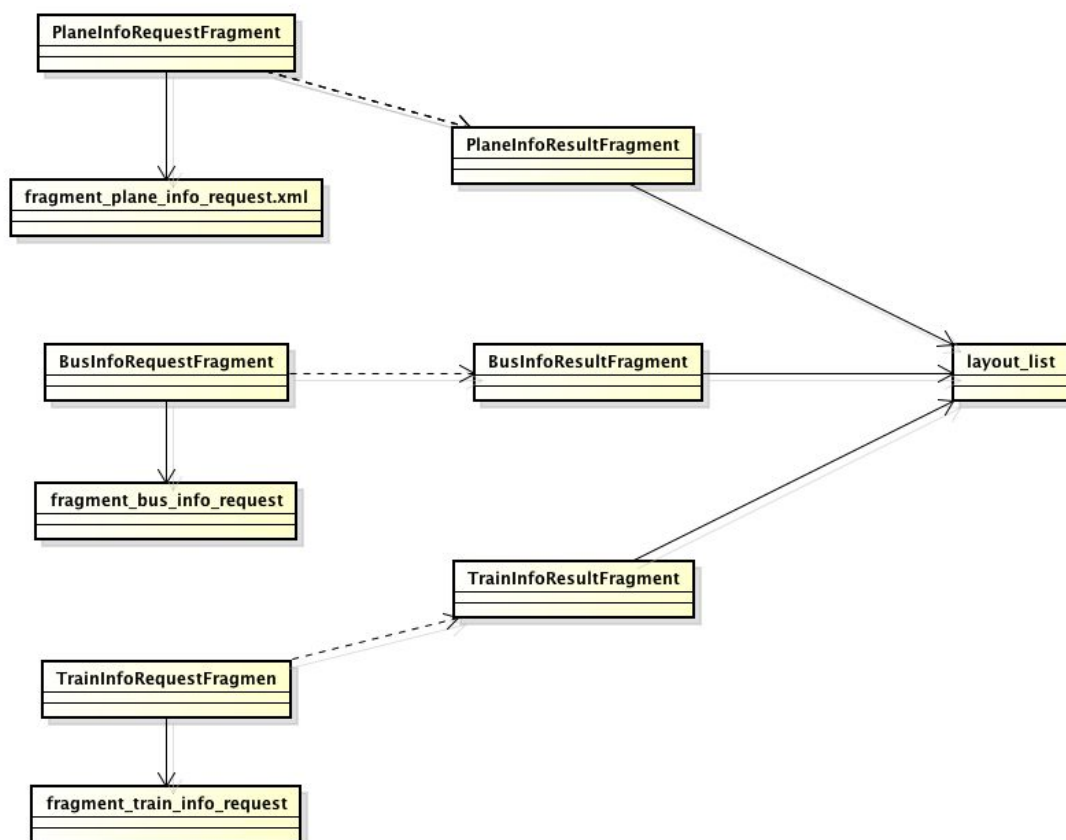 PlaneInfoRequestFragment
PlaneInfoResultFragment
fragment_plane_info_request.xml
BusInfoRequestFragment
BusInfoResultFragment
layout_list
fragment_bus_info_request
TrainInfoResultFragment
TrainInfoRequestFragmen
fragment_train_info_request